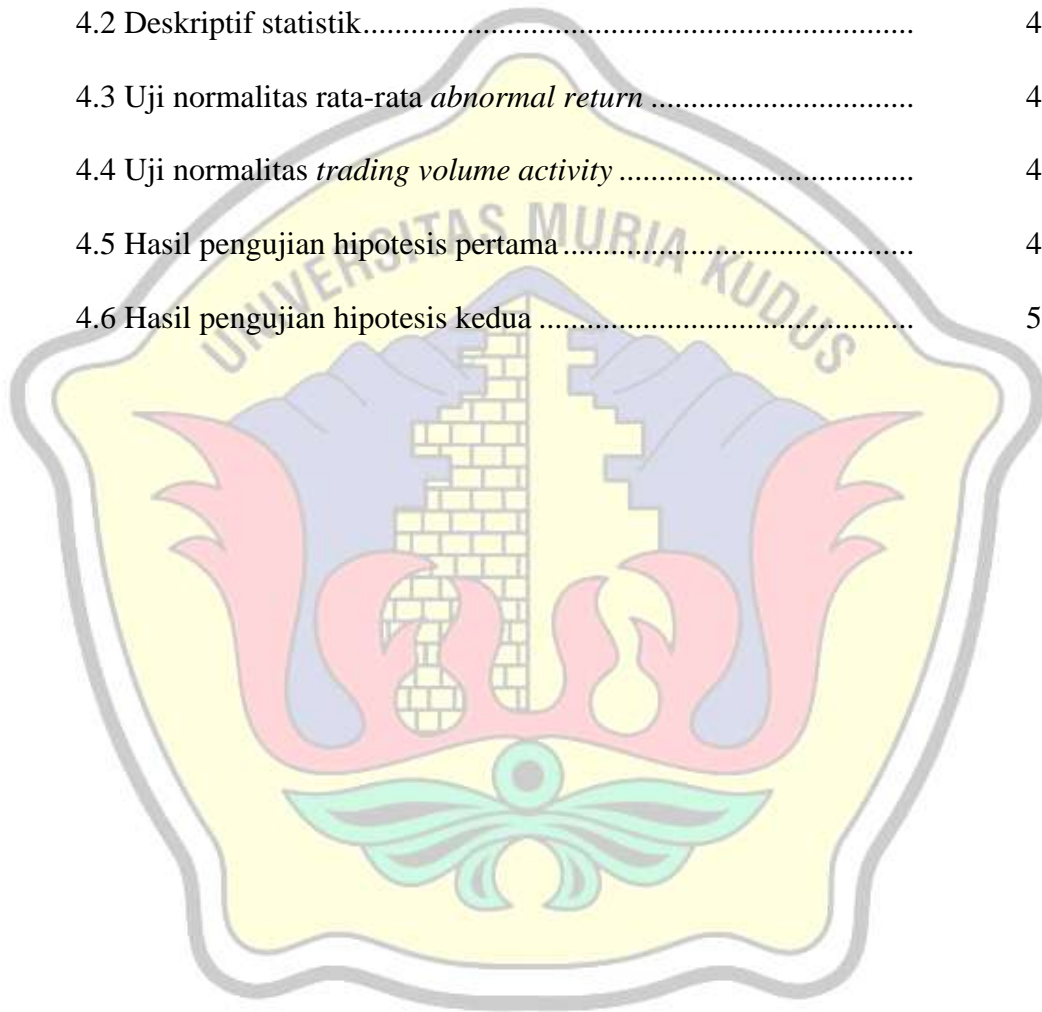 4.2 Deskriptif statistik.................................................................... 4
4.3 Uji normalitas rata-rata abnormal return ................................ 4
4.4 Uji normalitas trading volume activity .................................... 4
4.5 Hasil pengujian hipotesis pertama........................................... 4
4.6 Hasil pengujian hipotesis kedua .............................................. 5
UNIVERSITAS MURIA KUDUS